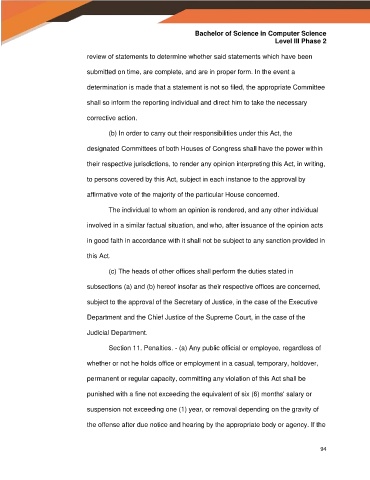 Bachelor of Science in Computer Science
Level III Phase 2
review of statements to determine whether said statements which have been
submitted on time, are complete, and are in proper form. In the event a
determination is made that a statement is not so filed, the appropriate Committee
shall so inform the reporting individual and direct him to take the necessary
corrective action.
(b) In order to carry out their responsibilities under this Act, the
designated Committees of both Houses of Congress shall have the power within
their respective jurisdictions, to render any opinion interpreting this Act, in writing,
to persons covered by this Act, subject in each instance to the approval by
affirmative vote of the majority of the particular House concerned.
The individual to whom an opinion is rendered, and any other individual
involved in a similar factual situation, and who, after issuance of the opinion acts
in good faith in accordance with it shall not be subject to any sanction provided in
this Act.
(c) The heads of other offices shall perform the duties stated in
subsections (a) and (b) hereof insofar as their respective offices are concerned,
subject to the approval of the Secretary of Justice, in the case of the Executive
Department and the Chief Justice of the Supreme Court, in the case of the
Judicial Department.
Section 11. Penalties. - (a) Any public official or employee, regardless of
whether or not he holds office or employment in a casual, temporary, holdover,
permanent or regular capacity, committing any violation of this Act shall be
punished with a fine not exceeding the equivalent of six (6) months' salary or
suspension not exceeding one (1) year, or removal depending on the gravity of
the offense after due notice and hearing by the appropriate body or agency. If the
94